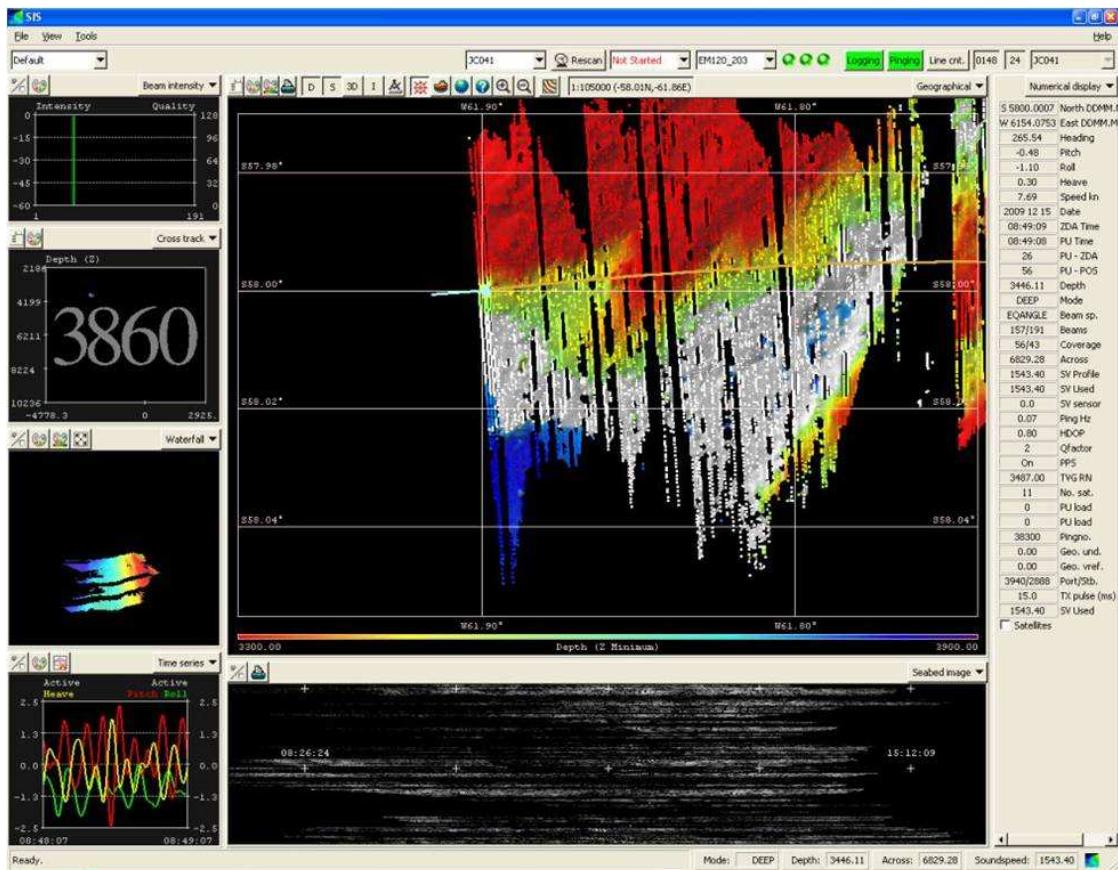 SIS
File View Tools Help
Default JC041 Rescan Not Started EM120_203 Logging Pinging Line cnt. 0148 24 JC041
Beam intensity
Intensity Quality
0 128
-15 96
-30 64
-45 32
-60 0
1 191
Cross track
Depth (Z)
2186
4199
6211
8224
10236
3860
-4778.3 0 2925.
Waterfall
Time series
Active Active
Heave Pitch Roll
2.5 2.5
1.3 1.3
0.0 0.0
-1.3 -1.3
-2.5 -2.5
08:48:07 08:49:07
D S 3D I 1:105000 (-58.01N,-61.86E) Geographical
W61.90° W61.80°
S57.98° S57.
S58.00° S58.00°
S58.02° S58.
S58.04° S58.04°
W61.90° W61.80°
3300.00 Depth (Z Minimum) 3900.00
Seabed image
08:26:24 15:12:09
Numerical display
S 5800.0007 North DDMM.
W 6154.0753 East DDMM.M
265.54 Heading
-0.48 Pitch
-1.10 Roll
0.30 Heave
7.69 Speed kn
2009 12 15 Date
08:49:09 ZDA Time
08:49:08 PU Time
26 PU - ZDA
56 PU - POS
3446.11 Depth
DEEP Mode
EQANGLE Beam sp.
157/191 Beams
56/43 Coverage
6829.28 Across
1543.40 SV Profile
1543.40 SV Used
0.0 SV sensor
0.07 Ping Hz
0.80 HDOP
2 Qfactor
On PPS
3487.00 TVG RN
11 No. sat.
0 PU load
0 PU load
38300 Pingno.
0.00 Geo. und.
0.00 Geo. vref.
3940/2888 Port/Stb.
15.0 TX pulse (ms)
1543.40 SV Used
Satellites
Ready. Mode: DEEP Depth: 3446.11 Across: 6829.28 Soundspeed: 1543.40